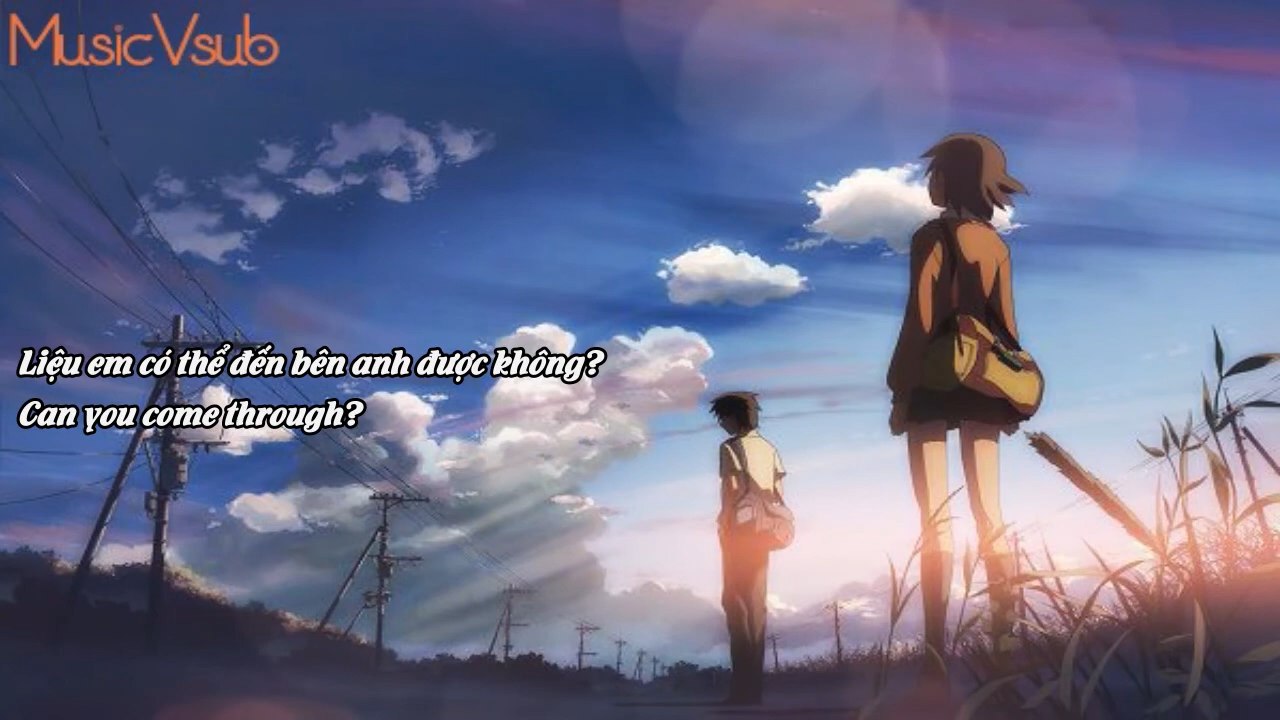 MusicVsub
Liệu em có thể đến bên anh được không?
Can you come through?